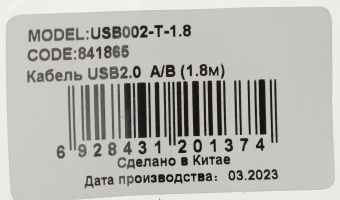 MODEL:USB002-T-1.8
CODE:841865
Кабель USB2.0 A/B (1.8м)
6 928431 201374
Сделано в Китае
Дата производства: 03.2023